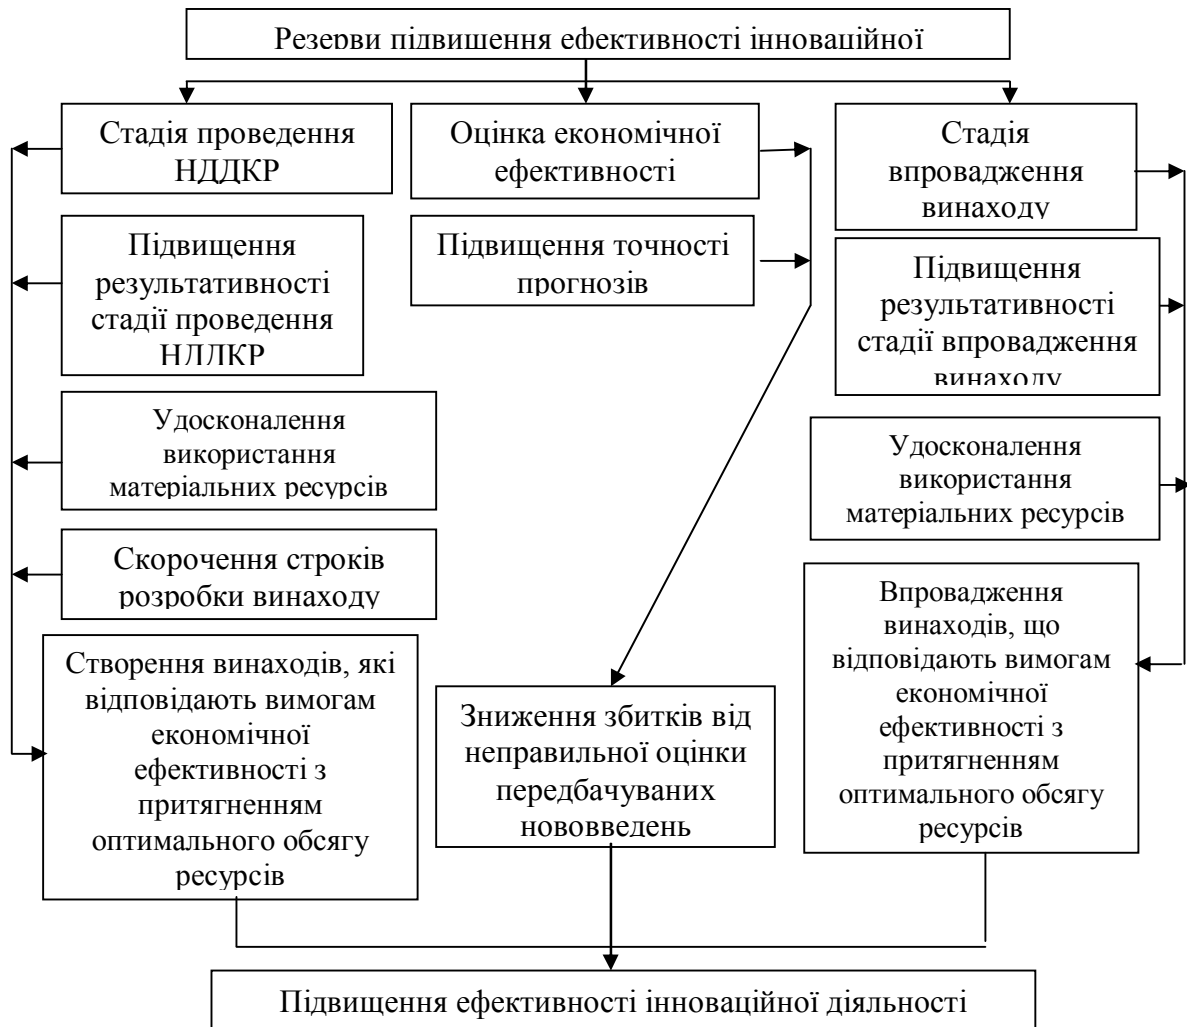 Резерви підвищення ефективності інноваційної
Стадія проведення
НДДКР
Оцінка економічної
ефективності
Стадія
впровадження
винаходу
Підвищення
результативності
стадії проведення
НДДКР
Підвищення точності
прогнозів
Підвищення
результативності
стадії впровадження
винаходу
Удосконалення
використання
матеріальних ресурсів
Удосконалення
використання
матеріальних ресурсів
Скорочення строків
розробки винаходу
Впровадження
винаходів, що
відповідають вимогам
економічної
ефективності з
притягненням
оптимального обсягу
ресурсів
Створення винаходів, які
відповідають вимогам
економічної
ефективності з
притягненням
оптимального обсягу
ресурсів
Зниження збитків від
неправильної оцінки
передбачуваних
нововведень
Підвищення ефективності інноваційної діяльності